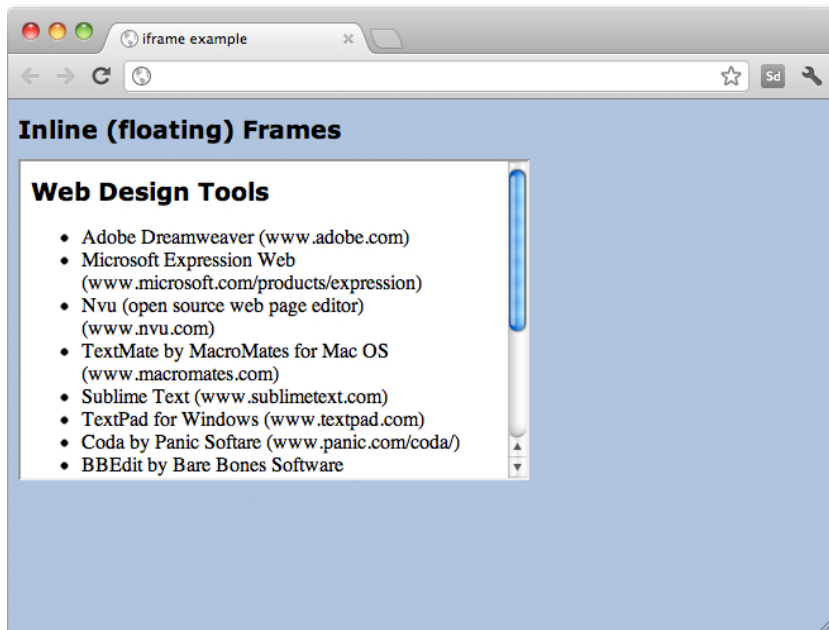 iframe example
Sd
Inline (floating) Frames
Web Design Tools
• Adobe Dreamweaver (www.adobe.com)
• Microsoft Expression Web
(www.microsoft.com/products/expression)
• Nvu (open source web page editor)
(www.nvu.com)
• TextMate by MacroMates for Mac OS
(www.macromates.com)
• Sublime Text (www.sublimetext.com)
• TextPad for Windows (www.textpad.com)
• Coda by Panic Softare (www.panic.com/coda/)
• BBEdit by Bare Bones Software